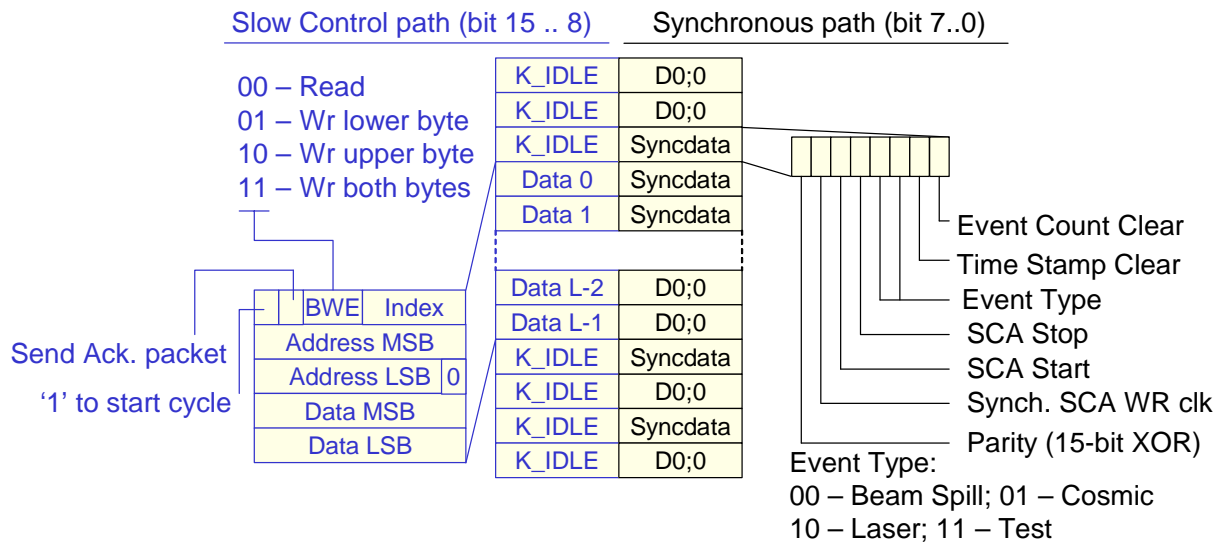 Slow Control path (bit 15 .. 8)
Synchronous path (bit 7..0)
00 – Read
01 – Wr lower byte
10 – Wr upper byte
11 – Wr both bytes
K_IDLE D0;0
K_IDLE D0;0
K_IDLE Syncdata
Data 0 Syncdata
Data 1 Syncdata
Data L-2 D0;0
Data L-1 D0;0
K_IDLE Syncdata
K_IDLE D0;0
K_IDLE Syncdata
K_IDLE D0;0
BWE Index
Address MSB
Address LSB 0
Data MSB
Data LSB
Send Ack. packet
‘1’ to start cycle
Event Count Clear
Time Stamp Clear
Event Type
SCA Stop
SCA Start
Synch. SCA WR clk
Parity (15-bit XOR)
Event Type:
00 – Beam Spill; 01 – Cosmic
10 – Laser; 11 – Test